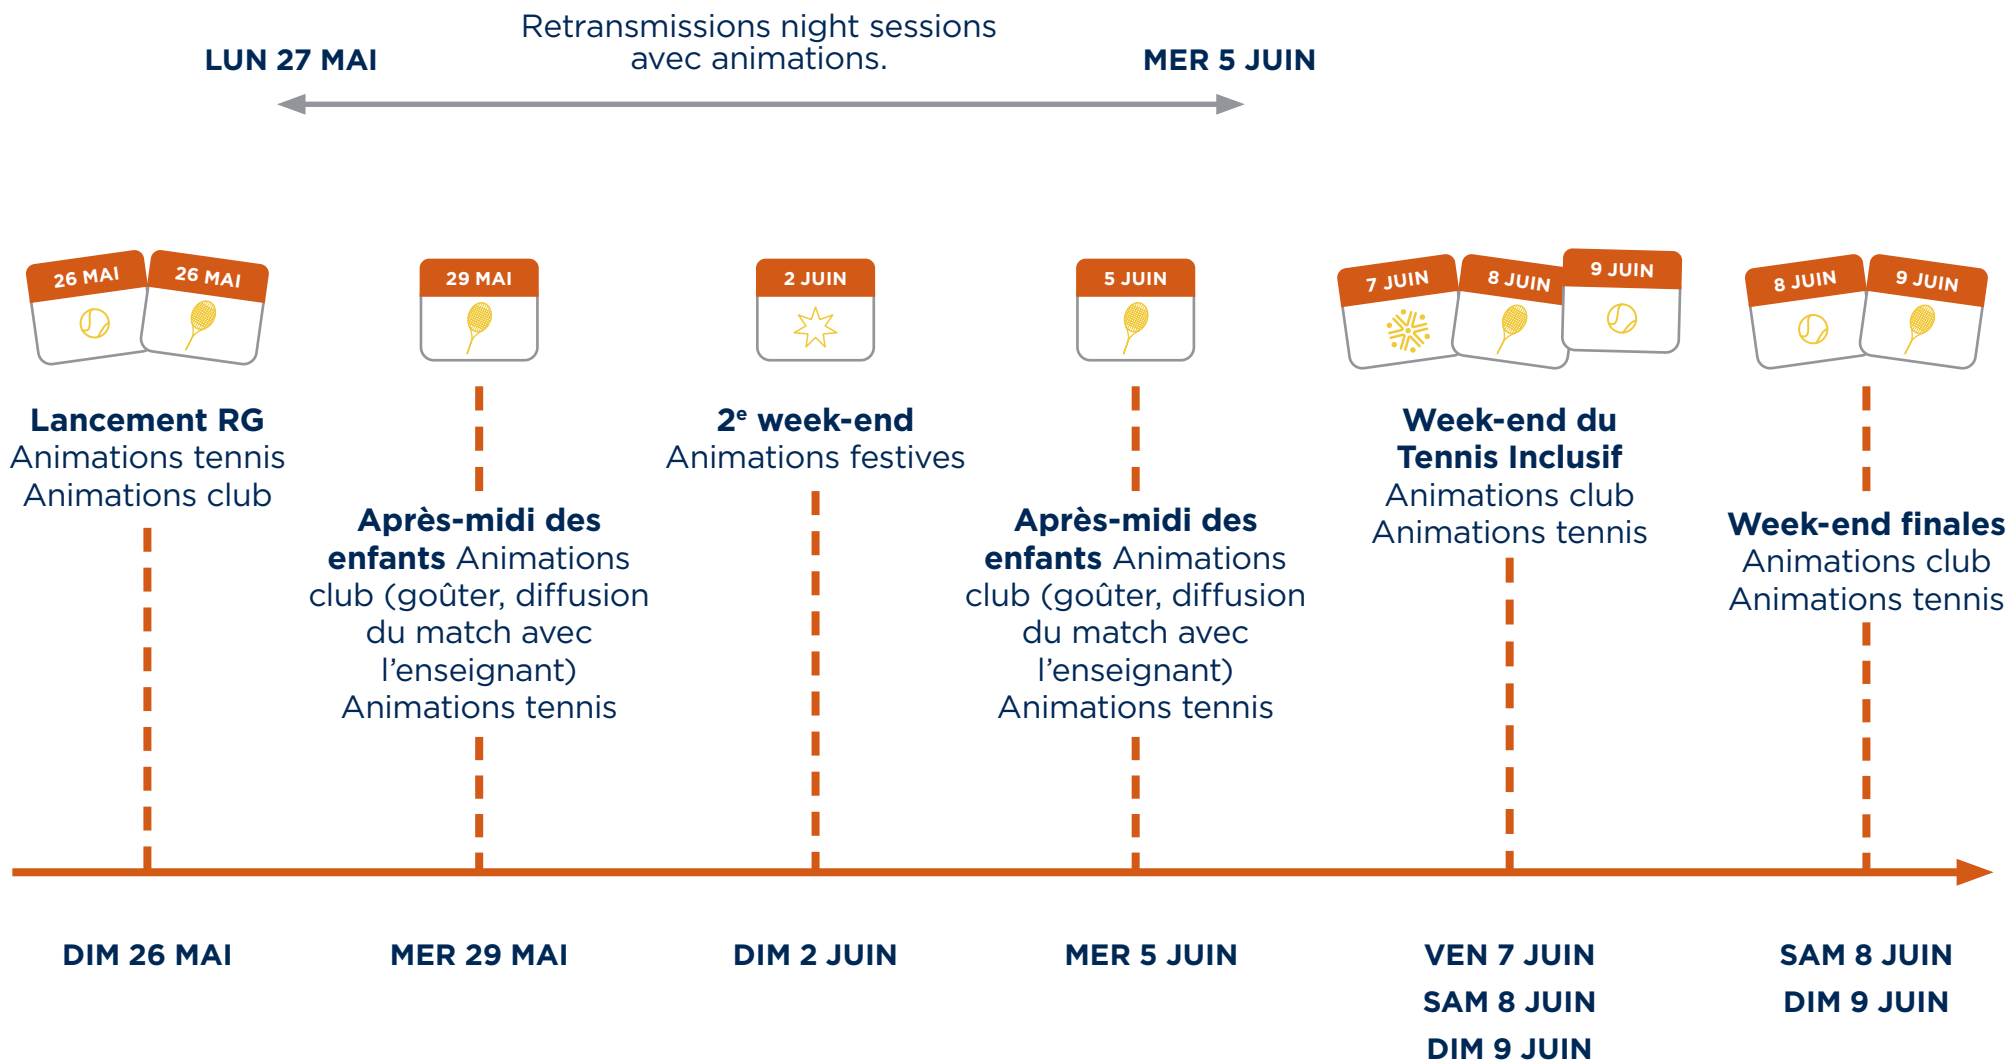 Retransmissions night sessions
avec animations.
LUN 27 MAI
MER 5 JUIN
26 MAI
26 MAI
Lancement RG
Animations tennis
Animations club
29 MAI
Après-midi des
enfants Animations
club (goûter, diffusion
du match avec
l’enseignant)
Animations tennis
2 JUIN
2e week-end
Animations festives
5 JUIN
Après-midi des
enfants Animations
club (goûter, diffusion
du match avec
l’enseignant)
Animations tennis
7 JUIN
8 JUIN
9 JUIN
Week-end du
Tennis Inclusif
Animations club
Animations tennis
8 JUIN
9 JUIN
Week-end finales
Animations club
Animations tennis
DIM 26 MAI
MER 29 MAI
DIM 2 JUIN
MER 5 JUIN
VEN 7 JUIN
SAM 8 JUIN
DIM 9 JUIN
SAM 8 JUIN
DIM 9 JUIN